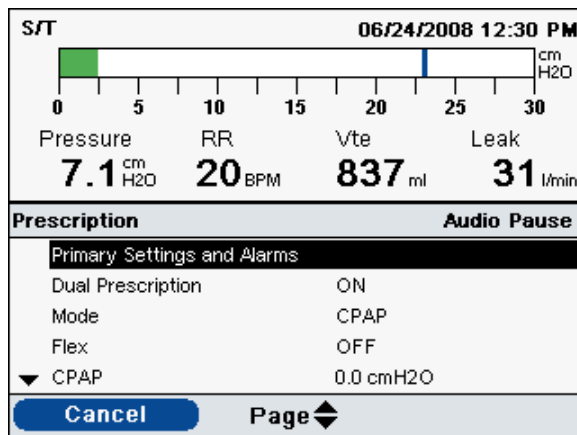 S/T 06/24/2008 12:30 PM
cm
H2O
0 5 10 15 20 25 30
Pressure RR Vte Leak
7.1 cm H2O 20 BPM 837 ml 31 l/min
Prescription Audio Pause
Primary Settings and Alarms
Dual Prescription ON
Mode CPAP
Flex OFF
CPAP 0.0 cmH2O
Cancel Page